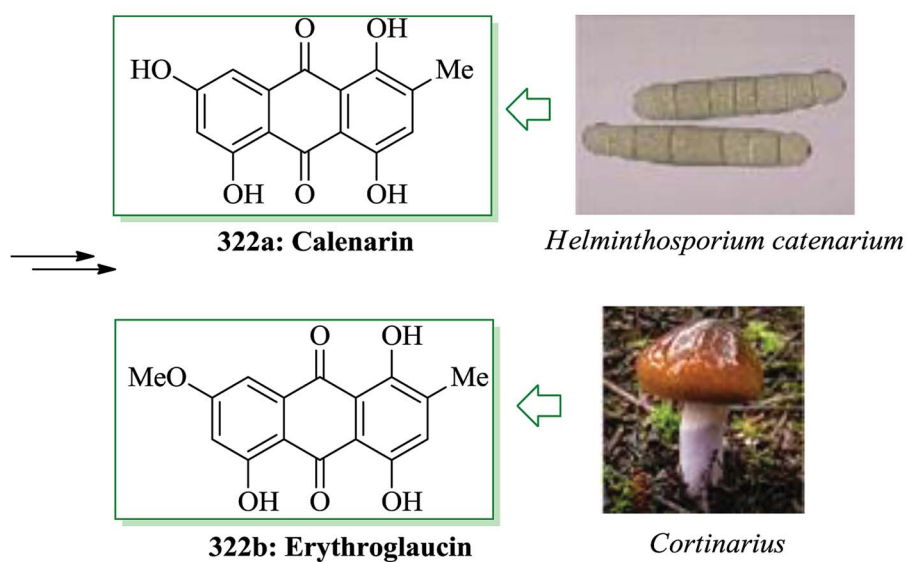 O
OH
HO
Me
OH
O
OH
322a: Calenarin
Helminthosporium catenarium
O
OH
MeO
Me
OH
O
OH
322b: Erythroglaucin
Cortinarius